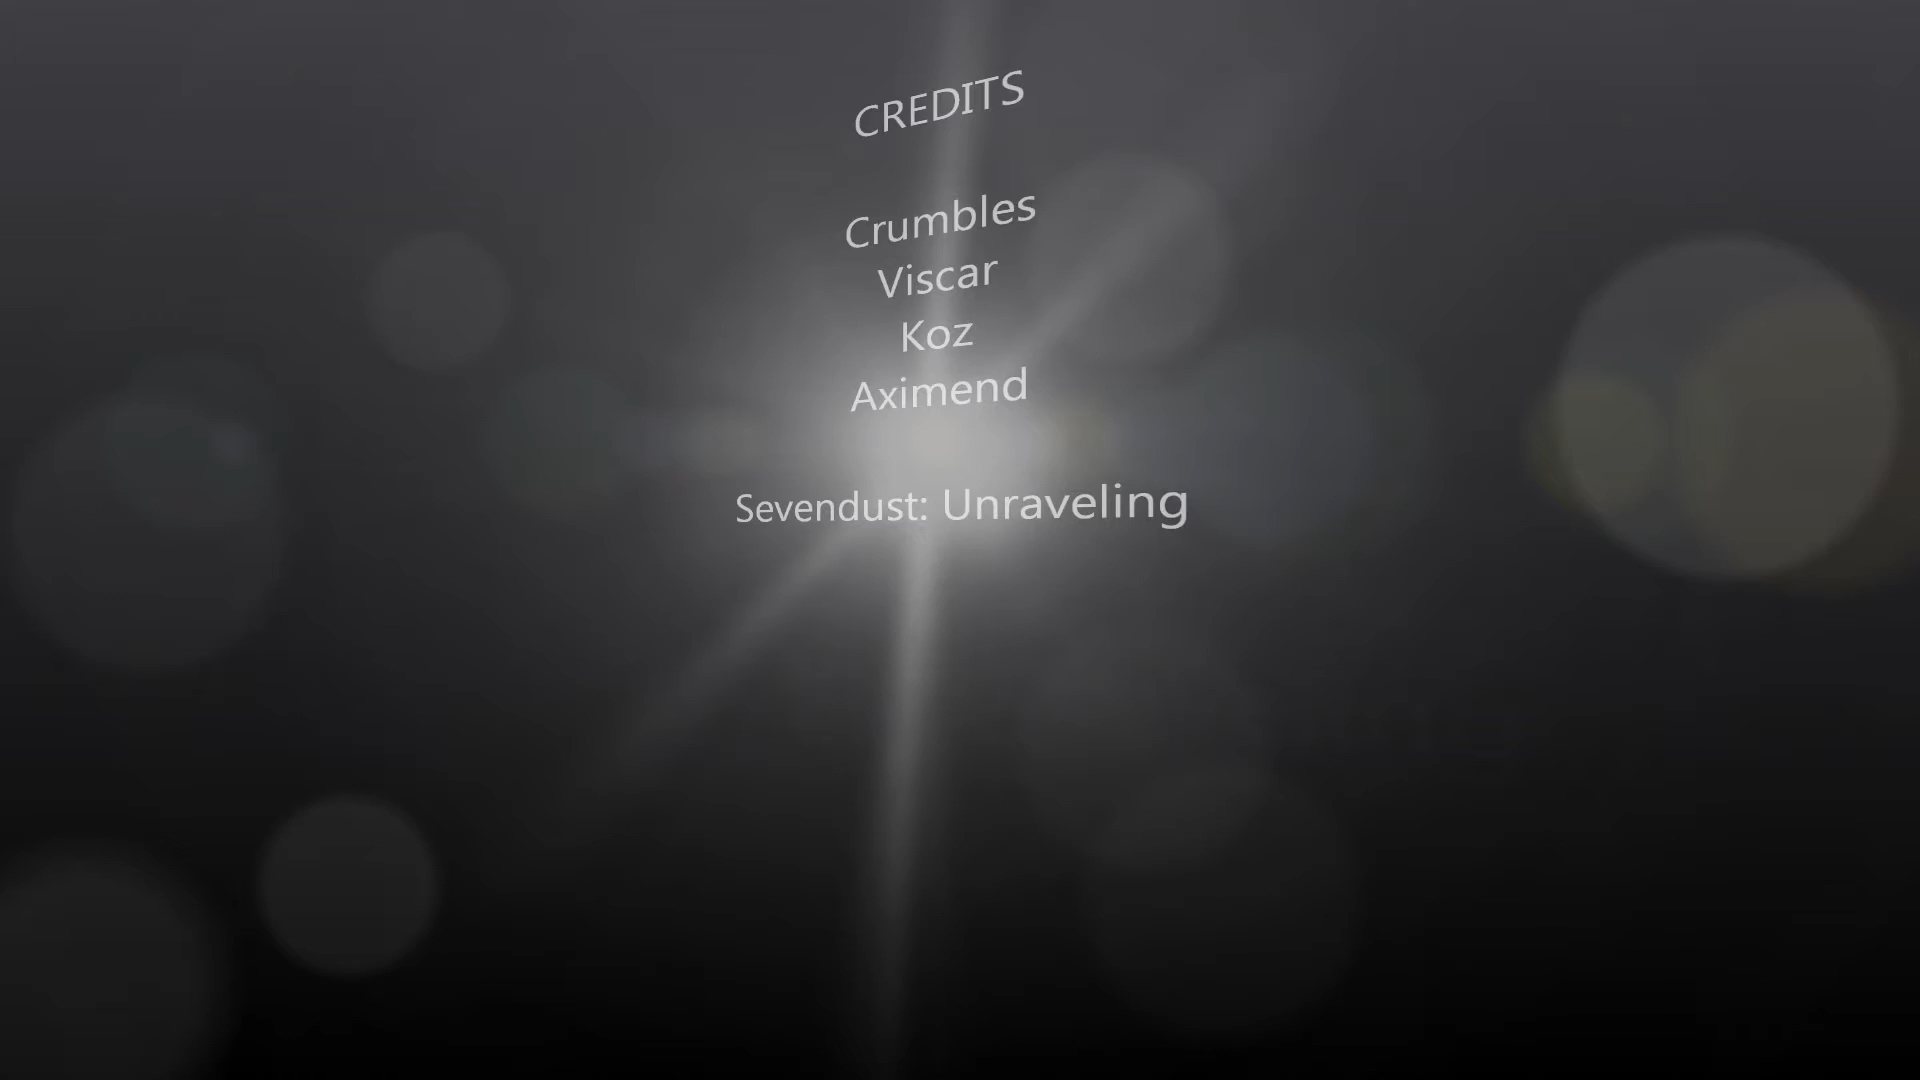 CREDITS
Crumbles
Viscar
Koz
Aximend
Sevendust: Unraveling